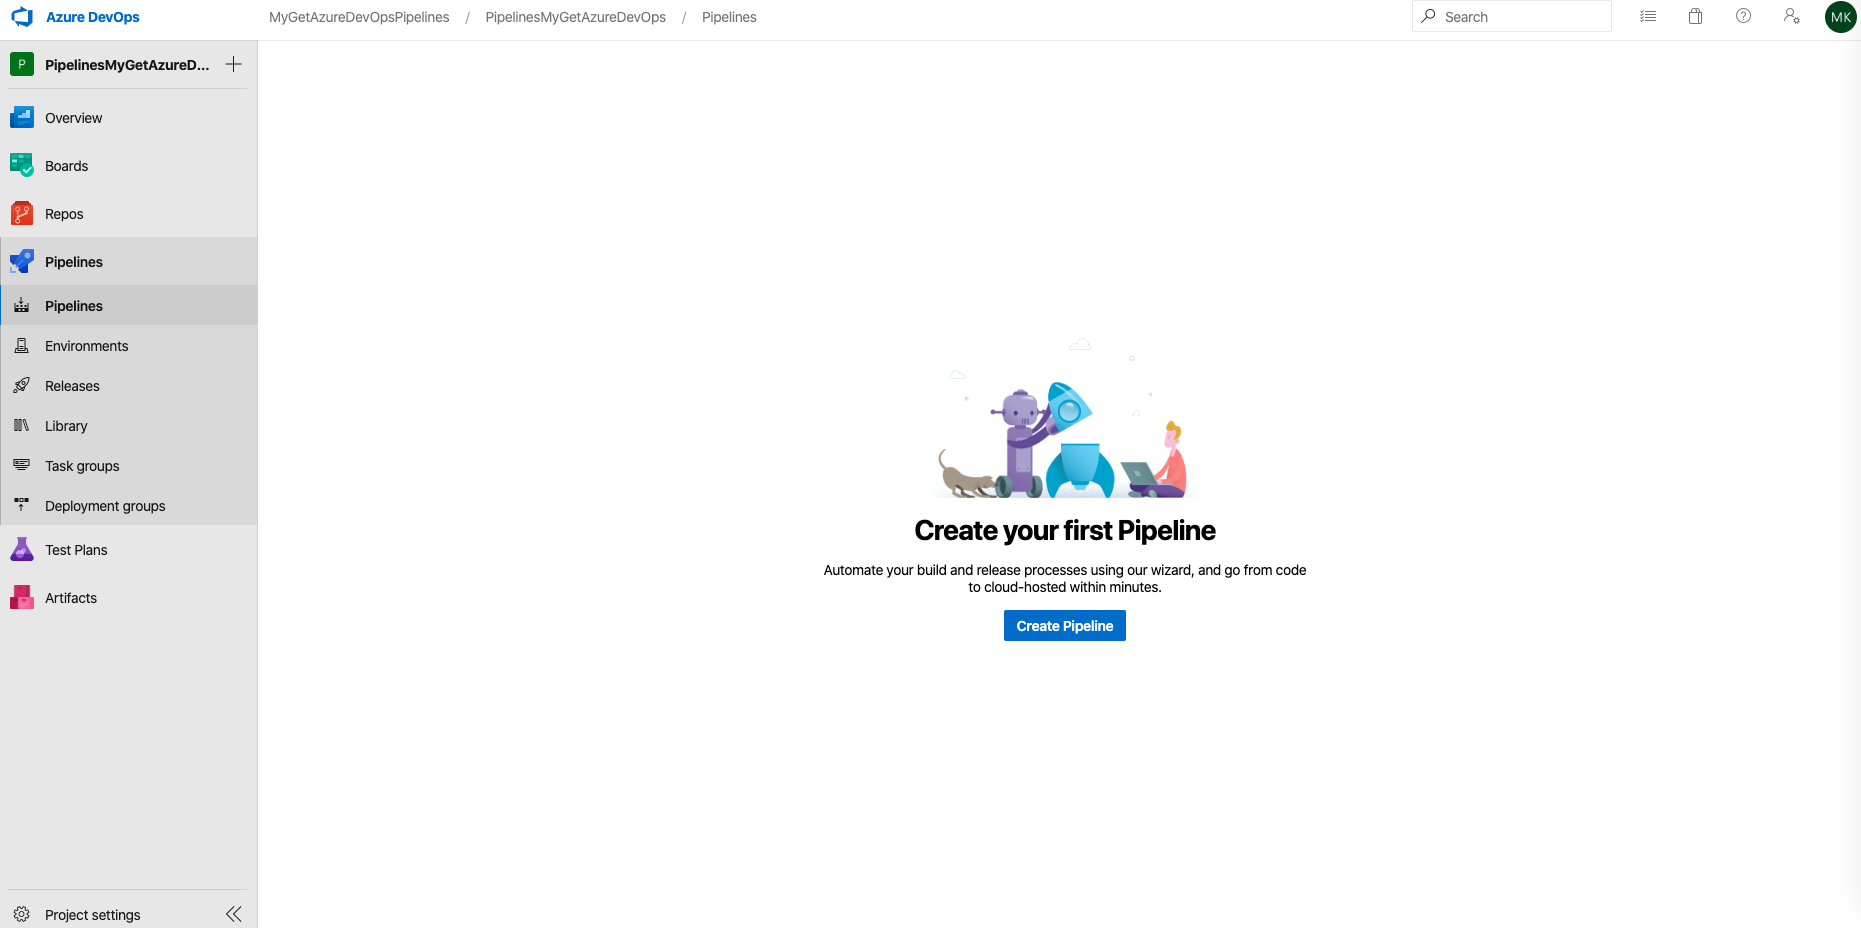 Azure DevOps
MyGetAzureDevOpsPipelines / PipelinesMyGetAzureDevOps / Pipelines
Search
MK
P PipelinesMyGetAzureD...
Overview
Boards
Repos
Pipelines
Pipelines
Environments
Releases
Library
Task groups
Deployment groups
Test Plans
Artifacts
Create your first Pipeline
Automate your build and release processes using our wizard, and go from code
to cloud-hosted within minutes.
Create Pipeline
Project settings